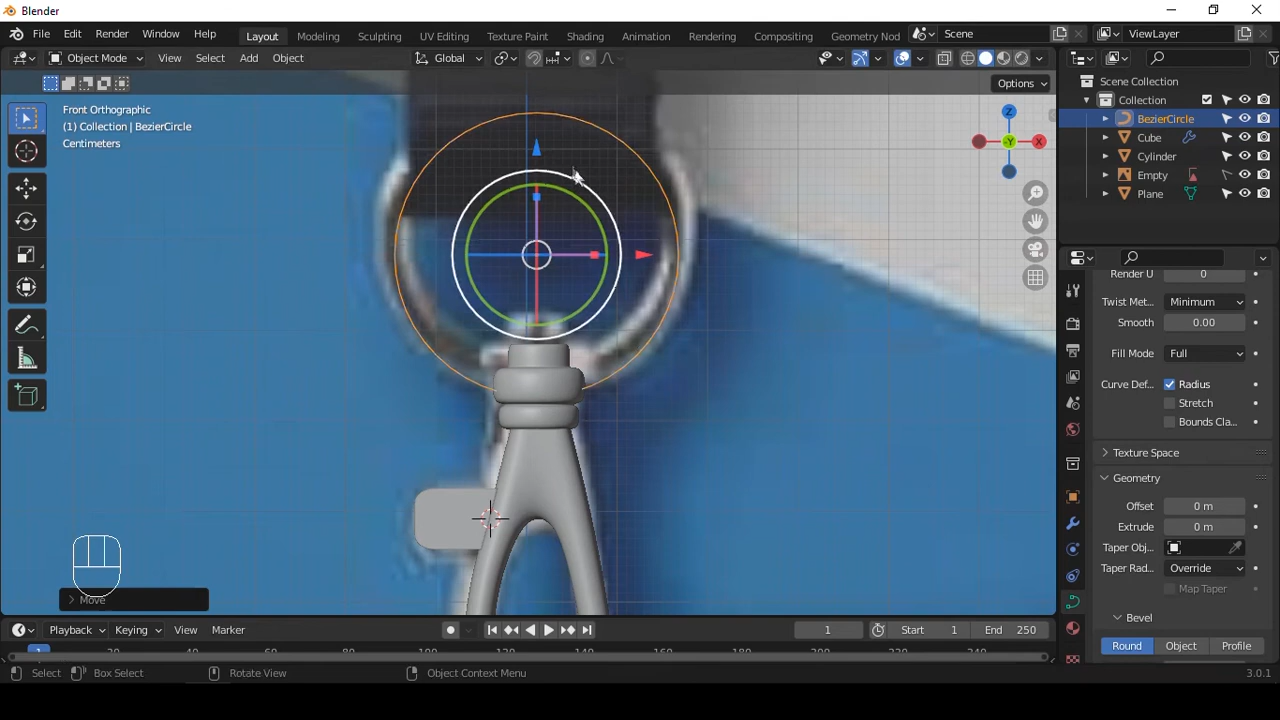 Blender
File Edit Render Window Help Layout Modeling Sculpting UV Editing Texture Paint Shading Animation Rendering Compositing Geometry Nod Scene ViewLayer
Object Mode View Select Add Object Global
Options
Front Orthographic
(1) Collection | BezierCircle
Centimeters
Z
X
-Y
Move
Scene Collection
Collection
BezierCircle
Cube
Cylinder
Empty
Plane
Render U 0
Twist Met... Minimum
Smooth 0.00
Fill Mode Full
Curve Def... Radius
Stretch
Bounds Cla...
Texture Space
Geometry
Offset 0 m
Extrude 0 m
Taper Obj...
Taper Rad... Override
Map Taper
Bevel
Round Object Profile
Playback Keying View Marker 1 Start 1 End 250
Select Box Select Rotate View Object Context Menu 3.0.1